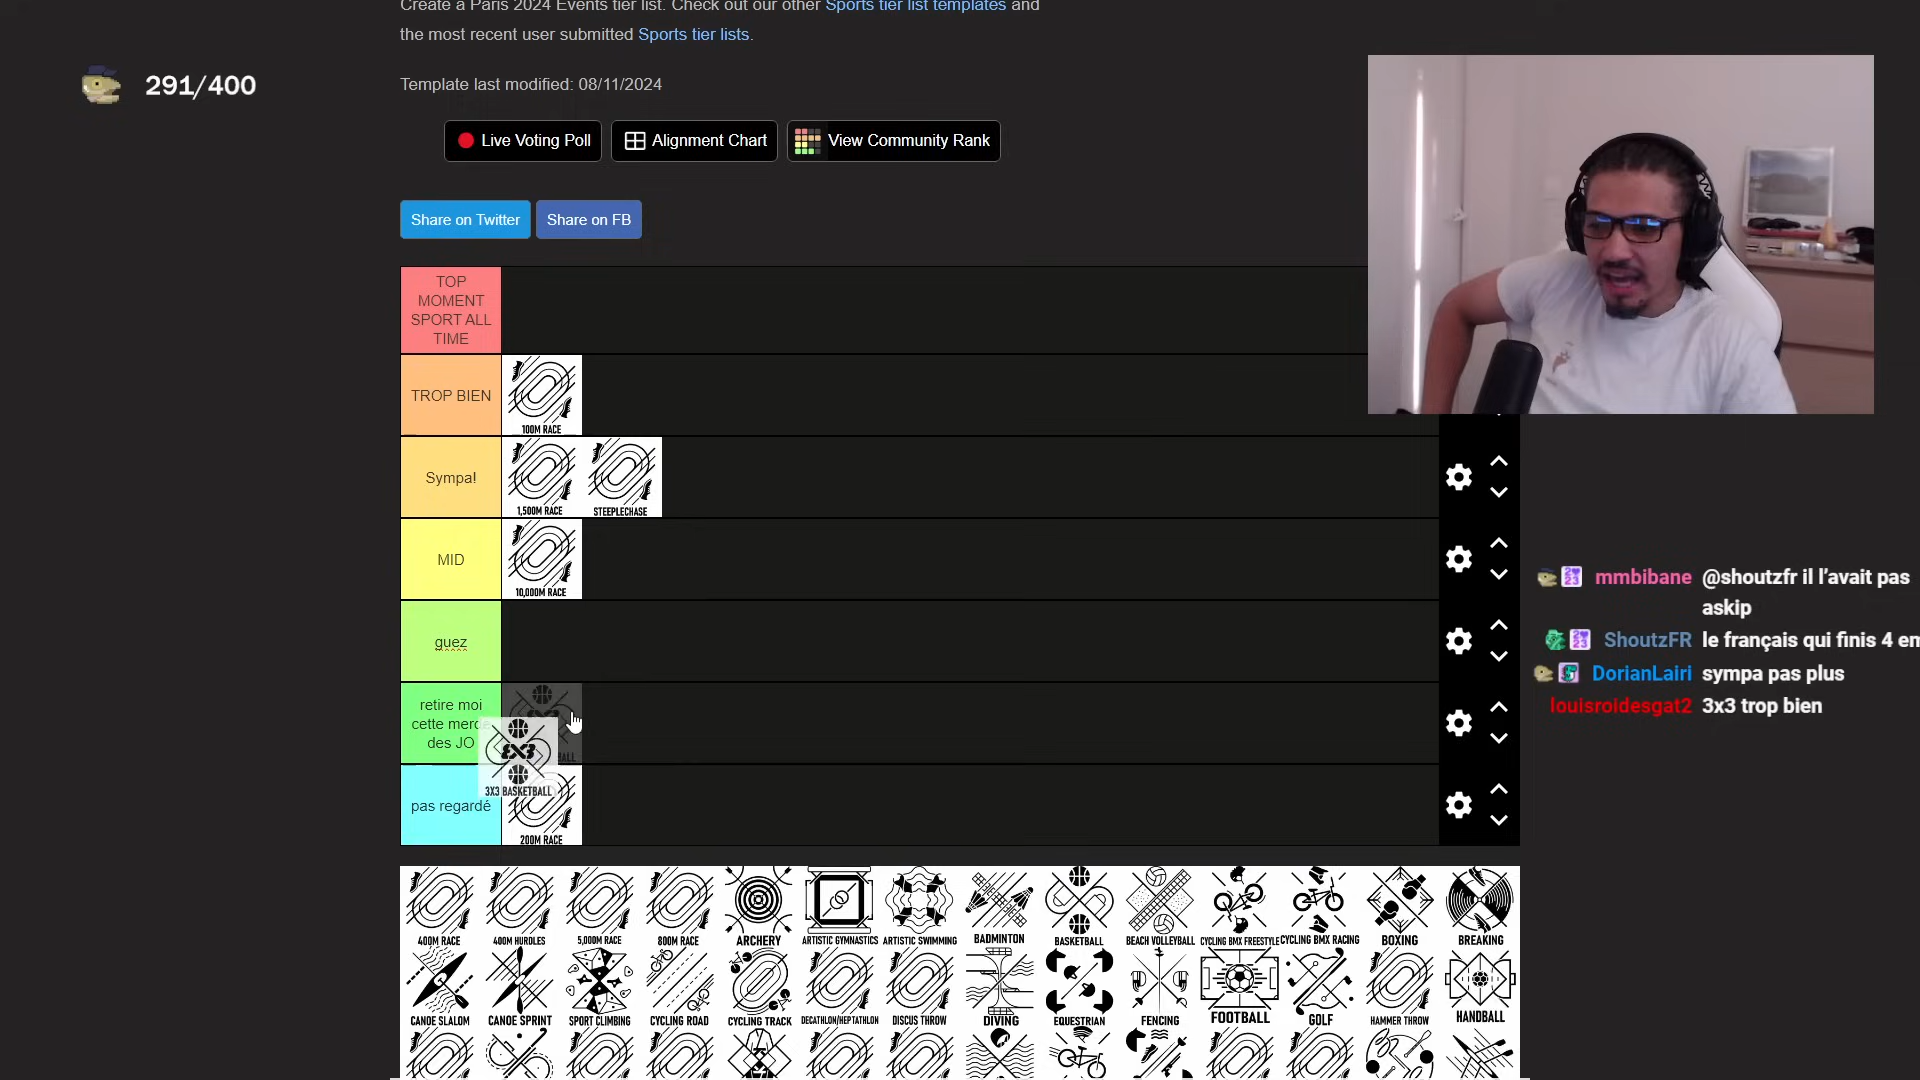 Create a Paris 2024 Events tier list. Check out our other Sports tier list templates and
the most recent user submitted Sports tier lists.
291/400
Template last modified: 08/11/2024
Live Voting Poll
Alignment Chart
View Community Rank
Share on Twitter
Share on FB
TOP
MOMENT
SPORT ALL
TIME
TROP BIEN
100M RACE
Sympa!
1,500M RACE
STEEPLECHASE
MID
10,000M RACE
guez
retire moi
cette merde
des JO
3X3 BASKETBALL
pas regardé
200M RACE
mmbibane @shoutzfr il l'avait pas
askip
ShoutzFR le français qui finis 4 em
DorianLairi sympa pas plus
louisroidesgat2 3x3 trop bien
400M RACE
400M HURDLES
5,000M RACE
800M RACE
ARCHERY
ARTISTIC GYMNASTICS
ARTISTIC SWIMMING
BADMINTON
BASKETBALL
BEACH VOLLEYBALL
CYCLING BMX FREESTYLE
CYCLING BMX RACING
BOXING
BREAKING
CANOE SLALOM
CANOE SPRINT
SPORT CLIMBING
CYCLING ROAD
CYCLING TRACK
DECATHLON/HEPTATHLON
DISCUS THROW
DIVING
EQUESTRIAN
FENCING
FOOTBALL
GOLF
HAMMER THROW
HANDBALL